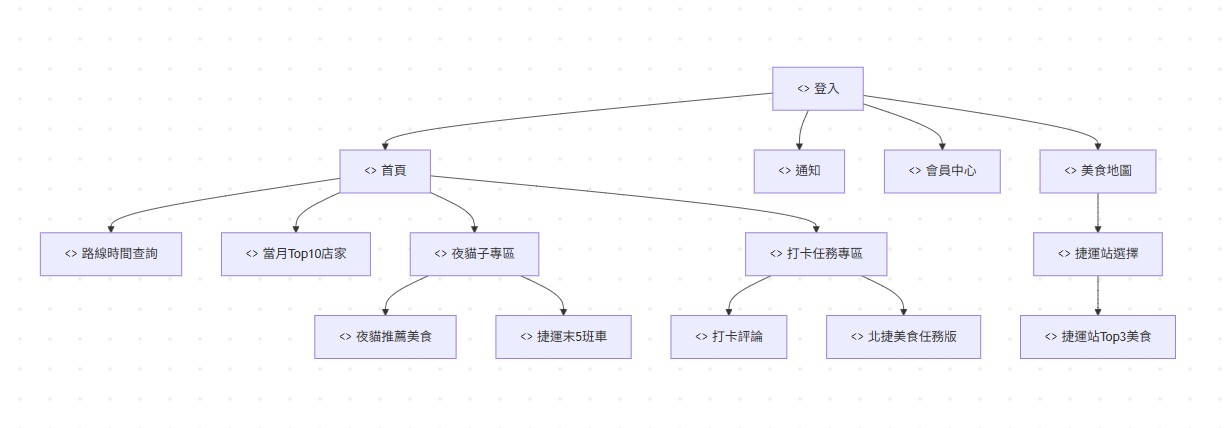 <> 登入
<> 首頁
<> 通知
<> 會員中心
<> 美食地圖
<> 路線時間查詢
<> 當月Top10店家
<> 夜貓子專區
<> 打卡任務專區
<> 捷運站選擇
<> 夜貓推薦美食
<> 捷運末5班車
<> 打卡評論
<> 北捷美食任務版
<> 捷運站Top3美食